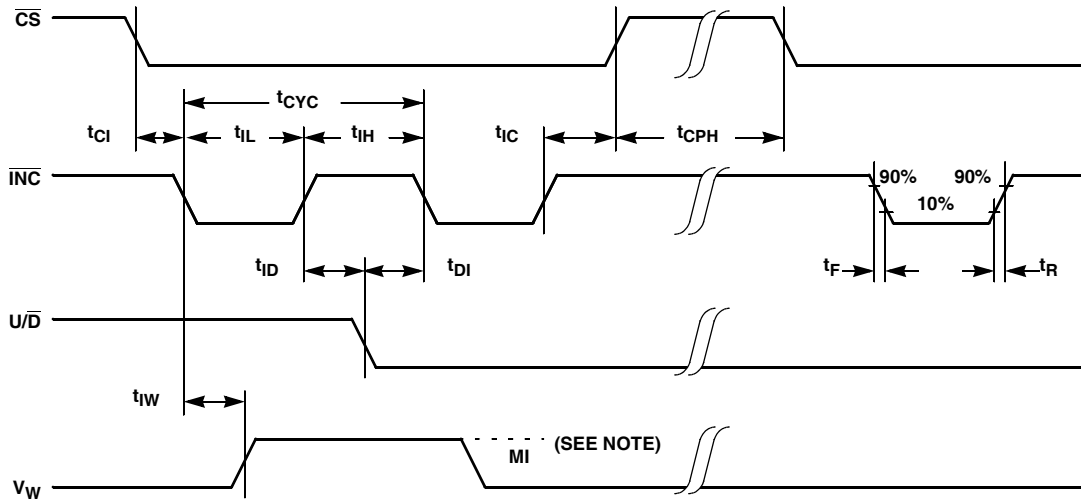 CS
tCYC
tCI tIL tIH tIC tCPH
INC
90% 90%
10%
tID tDI tF tR
U/D
tIW
(SEE NOTE)
MI
VW